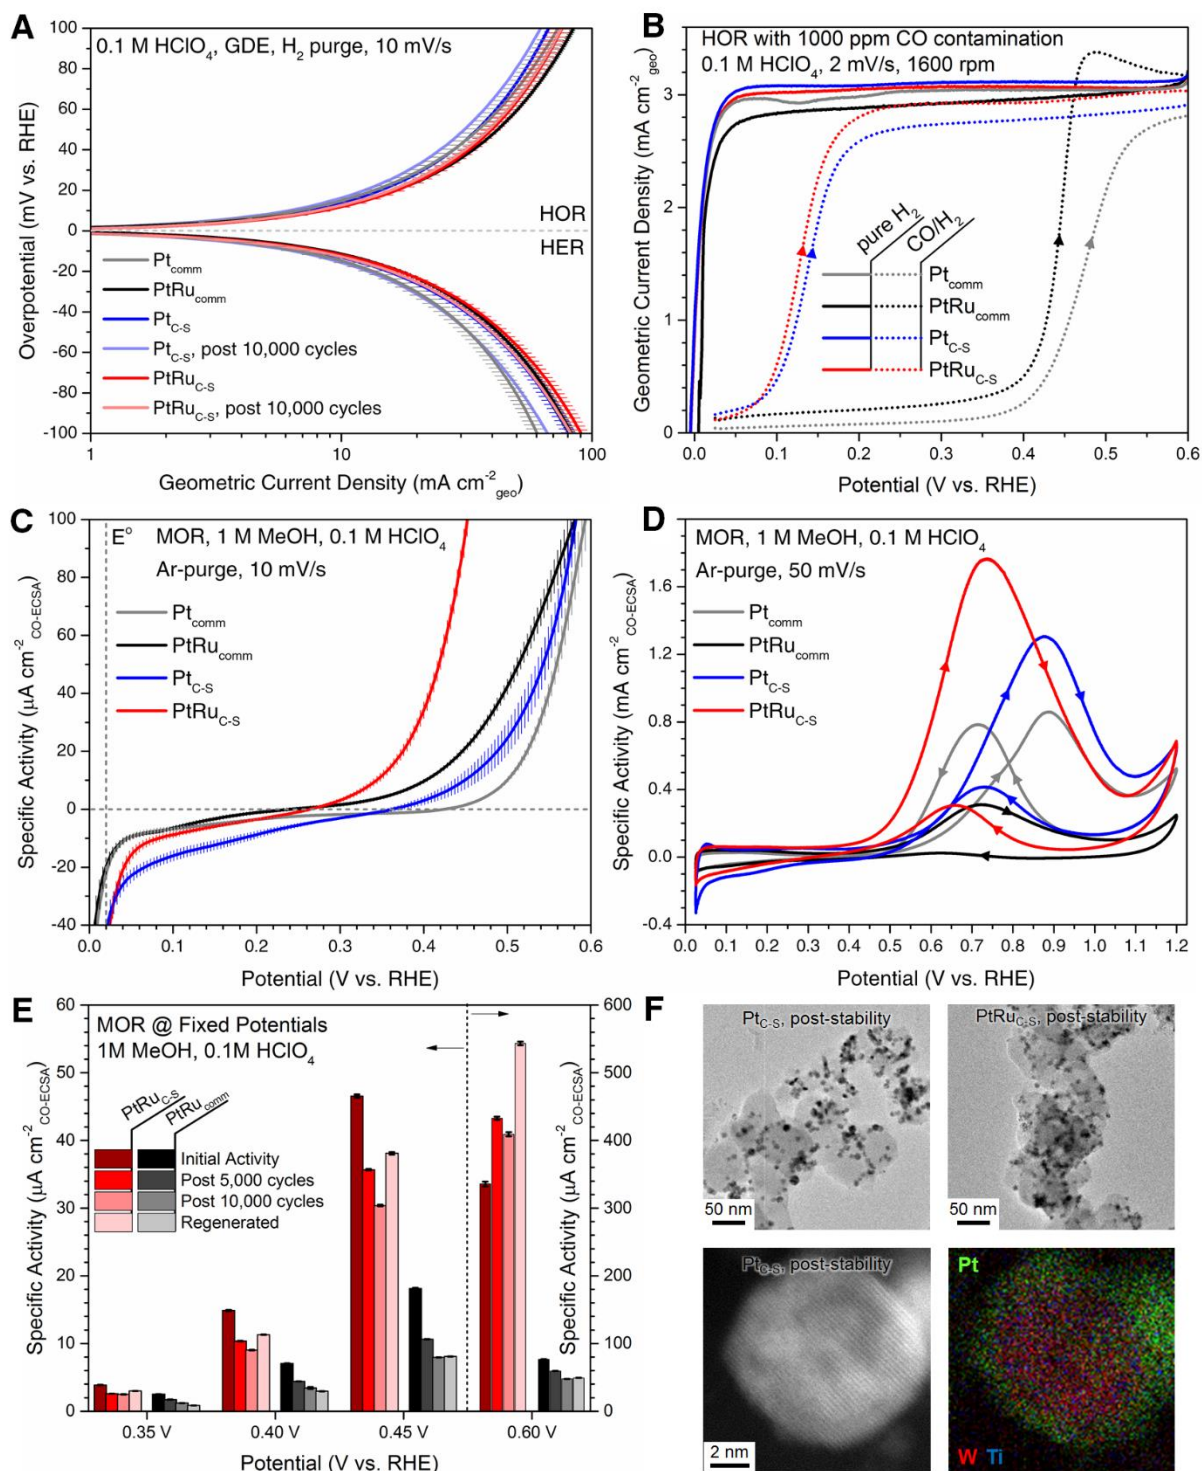 A
0.1 M HClO4, GDE, H2 purge, 10 mV/s
Overpotential (mV vs. RHE)
100
80
60
40
20
0
-20
-40
-60
-80
-100
HOR
HER
Ptcomm
PtRucomm
PtC-S
PtC-S, post 10,000 cycles
PtRuC-S
PtRuC-S, post 10,000 cycles
1
10
100
Geometric Current Density (mA cm-2geo)
B
HOR with 1000 ppm CO contamination
0.1 M HClO4, 2 mV/s, 1600 rpm
Geometric Current Density (mA cm-2geo)
3
2
1
0
pure H2
CO/H2
Ptcomm
PtRucomm
PtC-S
PtRuC-S
0.0
0.1
0.2
0.3
0.4
0.5
0.6
Potential (V vs. RHE)
C
E°
MOR, 1 M MeOH, 0.1 M HClO4
Ar-purge, 10 mV/s
Specific Activity (µA cm-2CO-ECSA)
100
80
60
40
20
0
-20
-40
Ptcomm
PtRucomm
PtC-S
PtRuC-S
0.0
0.1
0.2
0.3
0.4
0.5
0.6
Potential (V vs. RHE)
D
MOR, 1 M MeOH, 0.1 M HClO4
Ar-purge, 50 mV/s
Specific Activity (mA cm-2CO-ECSA)
1.6
1.2
0.8
0.4
0.0
-0.4
Ptcomm
PtRucomm
PtC-S
PtRuC-S
0.0
0.1
0.2
0.3
0.4
0.5
0.6
0.7
0.8
0.9
1.0
1.1
1.2
Potential (V vs. RHE)
E
MOR @ Fixed Potentials
1M MeOH, 0.1M HClO4
Specific Activity (µA cm-2CO-ECSA)
60
50
40
30
20
10
0
PtRuC-S
PtRucomm
Initial Activity
Post 5,000 cycles
Post 10,000 cycles
Regenerated
600
500
400
300
200
100
0
Specific Activity (µA cm-2CO-ECSA)
0.35 V
0.40 V
0.45 V
0.60 V
Potential (V vs. RHE)
F
PtC-S, post-stability
50 nm
PtRuC-S, post-stability
50 nm
PtC-S, post-stability
2 nm
Pt
W Ti